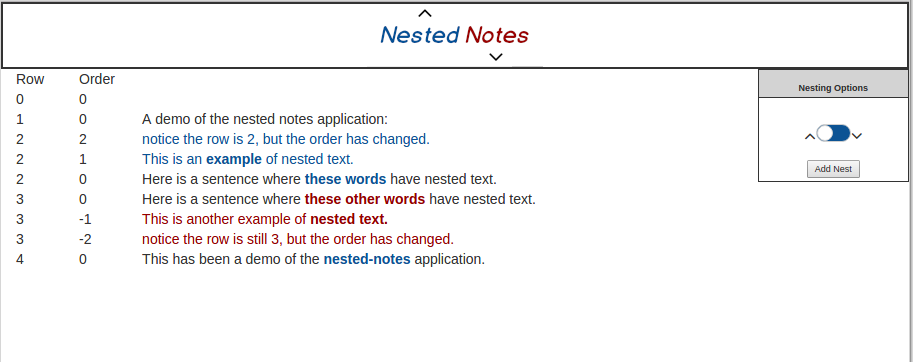 Nested Notes
Row Order
0 0
1 0 A demo of the nested notes application:
2 2 notice the row is 2, but the order has changed.
2 1 This is an example of nested text.
2 0 Here is a sentence where these words have nested text.
3 0 Here is a sentence where these other words have nested text.
3 -1 This is another example of nested text.
3 -2 notice the row is still 3, but the order has changed.
4 0 This has been a demo of the nested-notes application.
Nesting Options
Add Nest